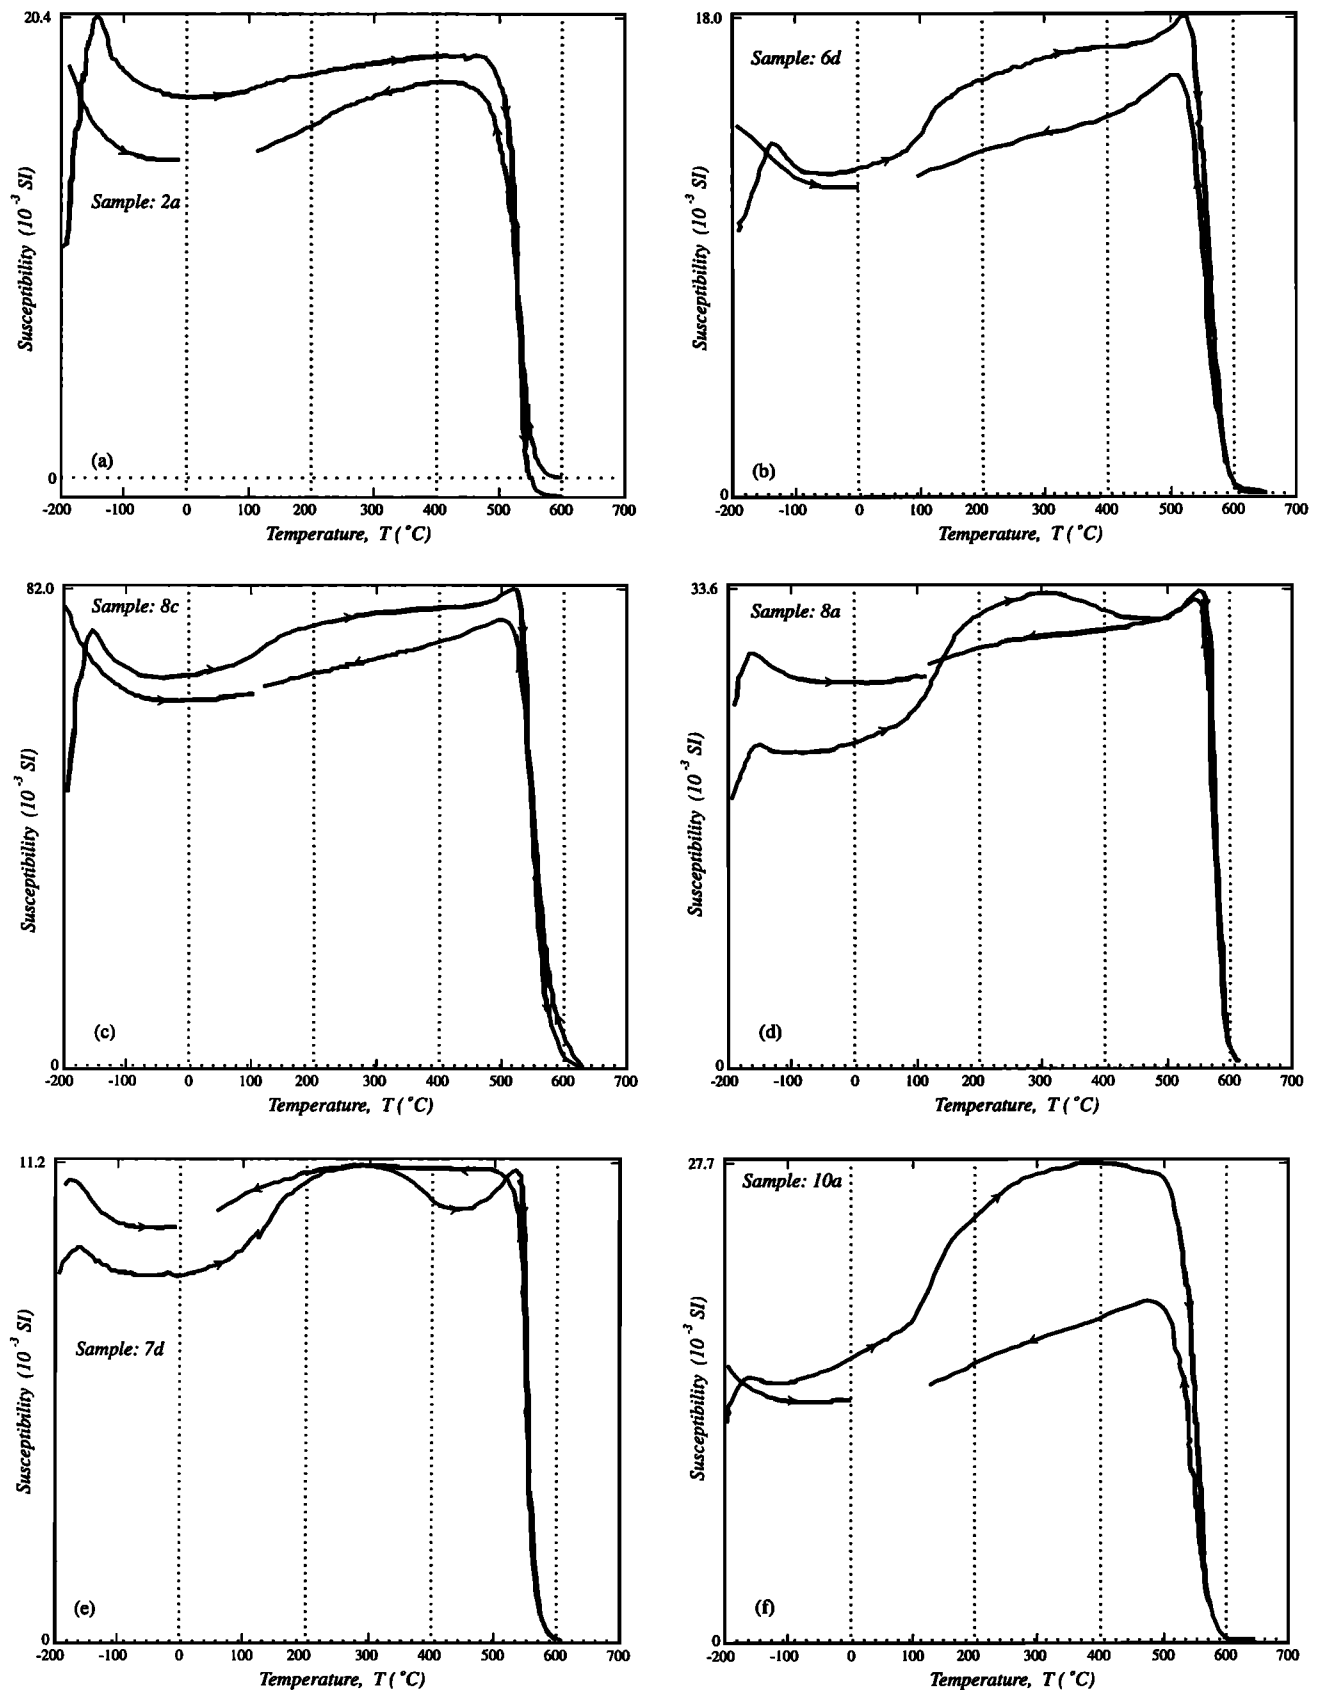 20.4
Susceptibility (10⁻³ SI)
Sample: 2a
(a)
0
-200 -100 0 100 200 300 400 500 600 700
Temperature, T (°C)
18.0
Sample: 6d
Susceptibility (10⁻³ SI)
(b)
0
-200 -100 0 100 200 300 400 500 600 700
Temperature, T (°C)
82.0
Sample: 8c
Susceptibility (10⁻³ SI)
(c)
0
-200 -100 0 100 200 300 400 500 600 700
Temperature, T (°C)
33.6
Sample: 8a
Susceptibility (10⁻³ SI)
(d)
0
-200 -100 0 100 200 300 400 500 600 700
Temperature, T (°C)
11.2
Susceptibility (10⁻³ SI)
Sample: 7d
(e)
0
-200 -100 0 100 200 300 400 500 600 700
Temperature, T (°C)
27.7
Sample: 10a
Susceptibility (10⁻³ SI)
(f)
0
-200 -100 0 100 200 300 400 500 600 700
Temperature, T (°C)